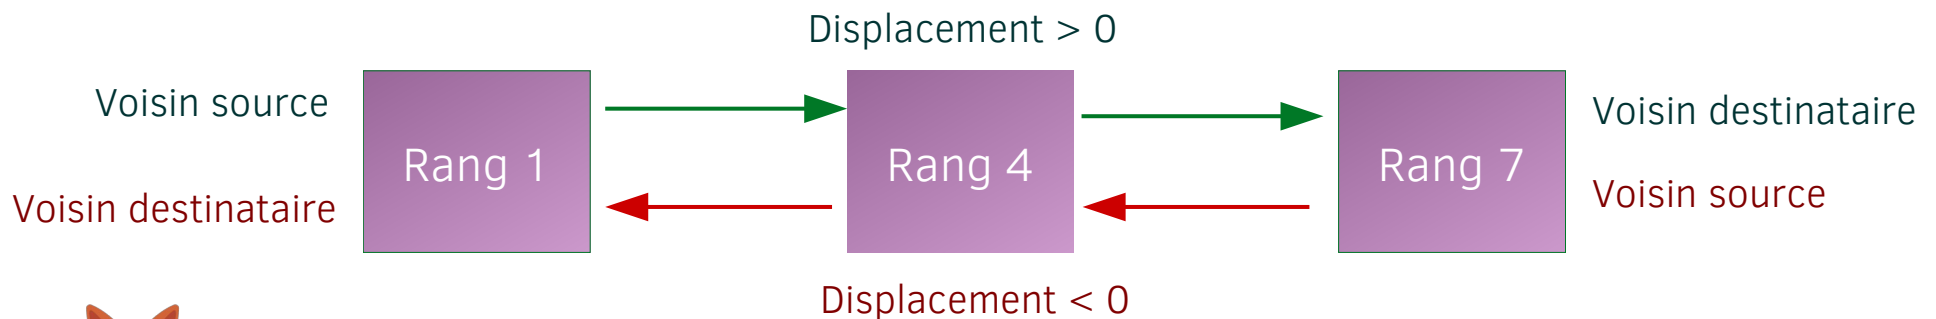 Displacement > 0
Voisin source
Voisin destinataire
Rang 1
Rang 4
Rang 7
Voisin destinataire
Voisin source
Displacement < 0